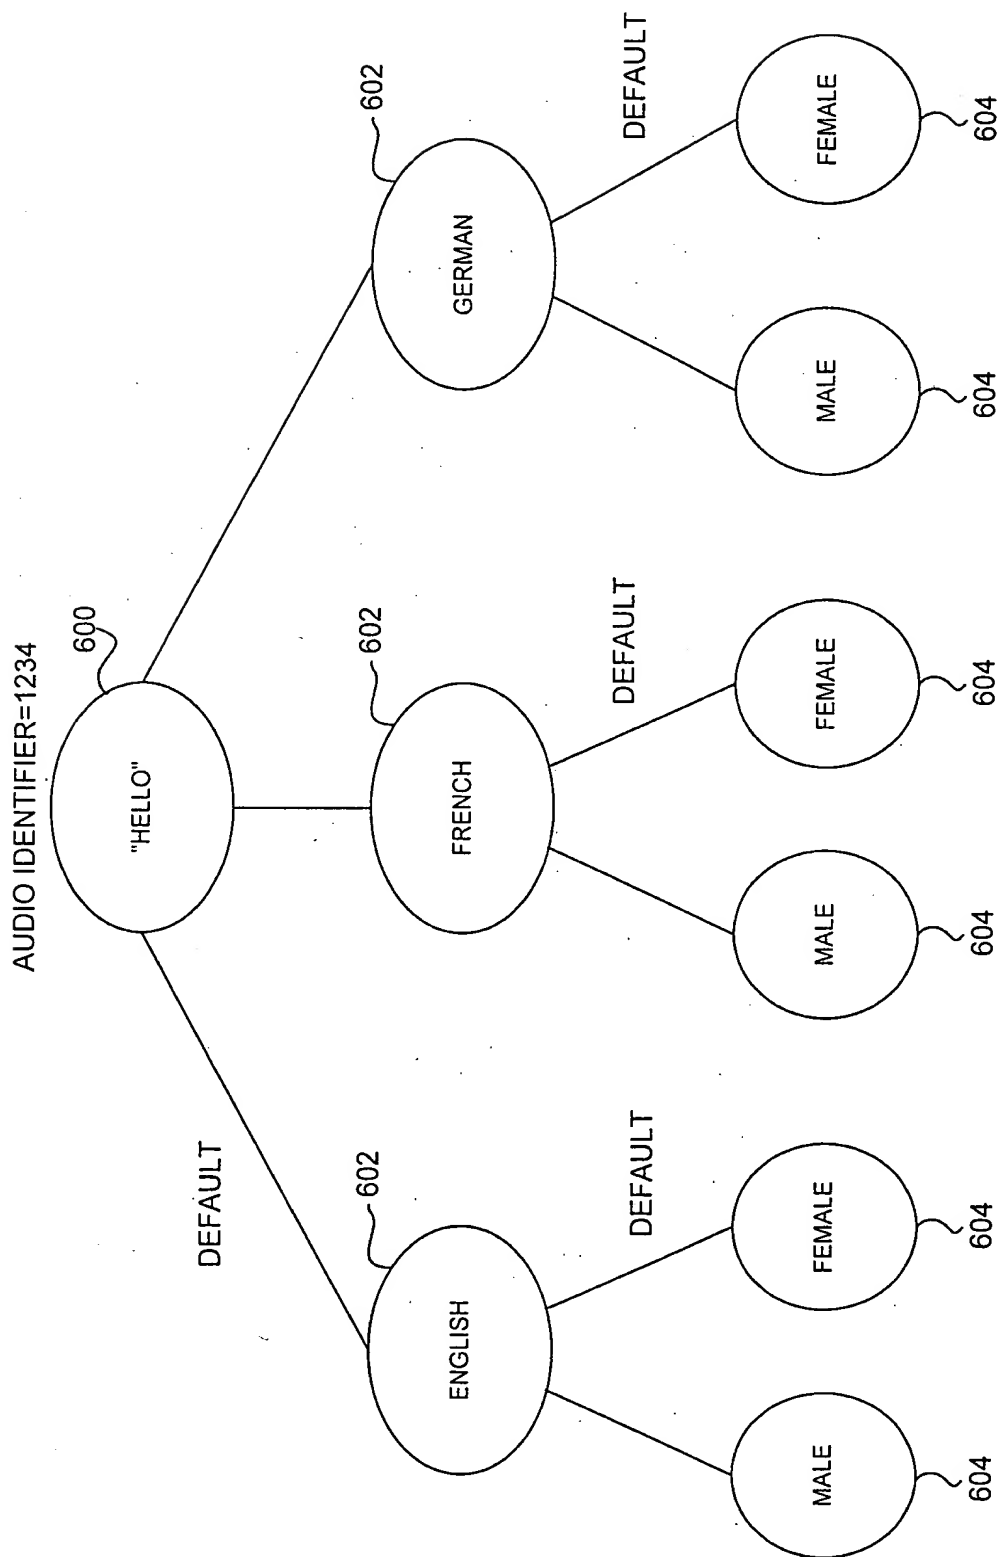 AUDIO IDENTIFIER=1234
600
"HELLO"
DEFAULT
602
602
602
ENGLISH
FRENCH
GERMAN
DEFAULT
DEFAULT
DEFAULT
MALE
FEMALE
MALE
FEMALE
MALE
FEMALE
604
604
604
604
604
604